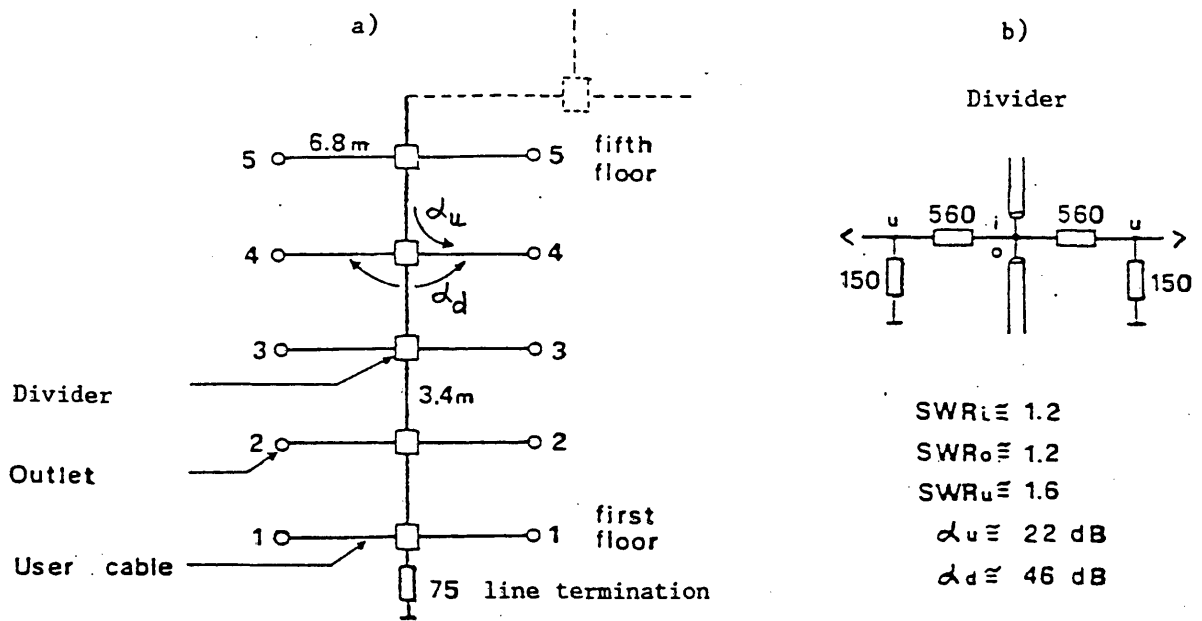 a)
6.8 m
5
5
fifth
floor
αu
4
4
αd
3
3
Divider
3.4 m
2
2
Outlet
1
1
first
floor
User cable
75 line termination
b)
Divider
560
560
u
i
u
o
150
150
SWRi ≅ 1.2
SWRo ≅ 1.2
SWRu ≅ 1.6
αu ≅ 22 dB
αd ≅ 46 dB